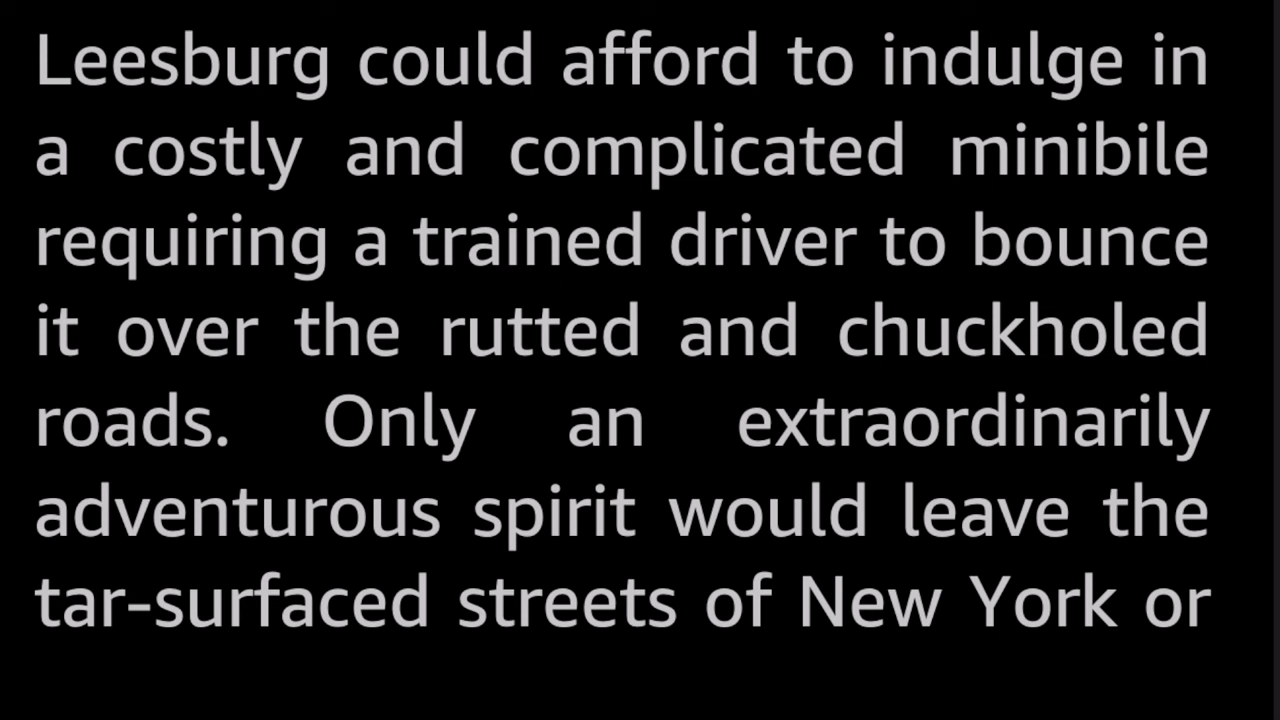 Leesburg could afford to indulge in
a costly and complicated minibile
requiring a trained driver to bounce
it over the rutted and chuckholed
roads. Only an extraordinarily
adventurous spirit would leave the
tar-surfaced streets of New York or